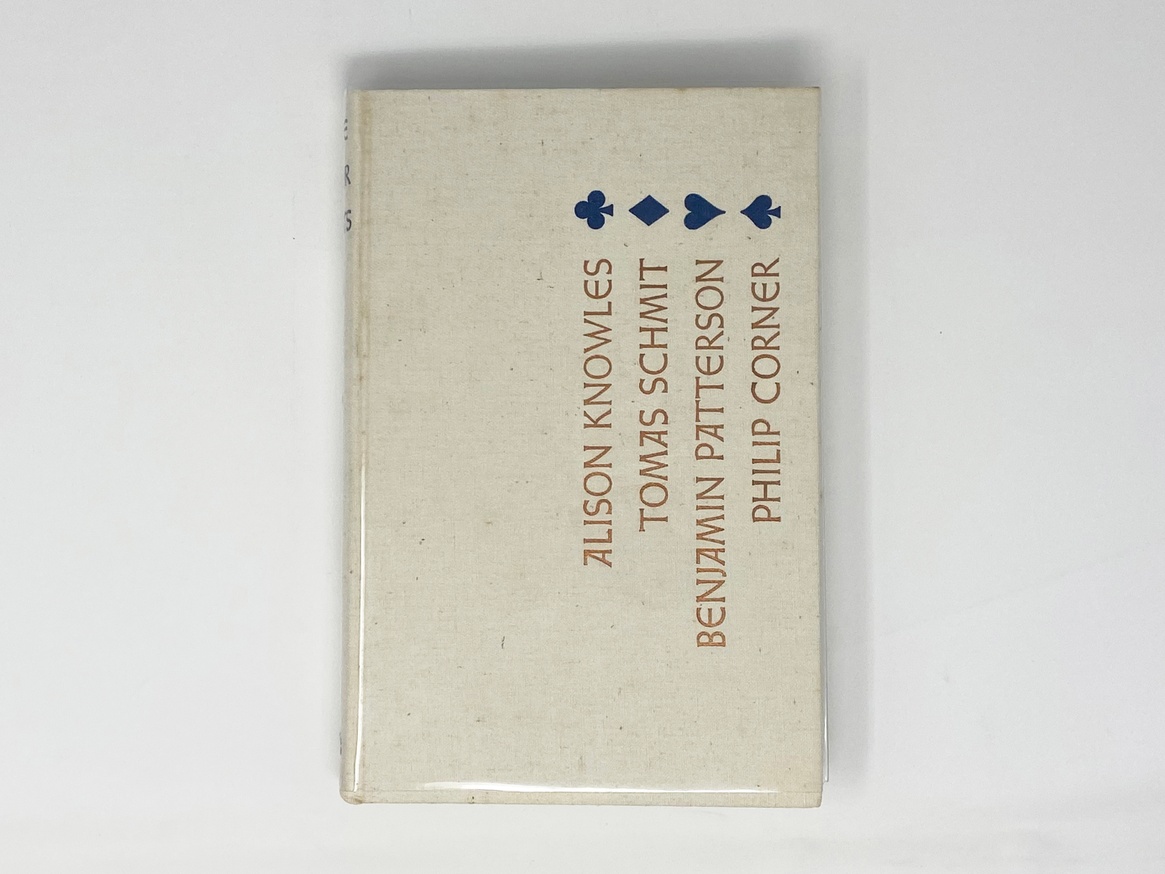 ALISON KNOWLES
TOMAS SCHMIT
BENJAMIN PATTERSON
PHILIP CORNER
R
S